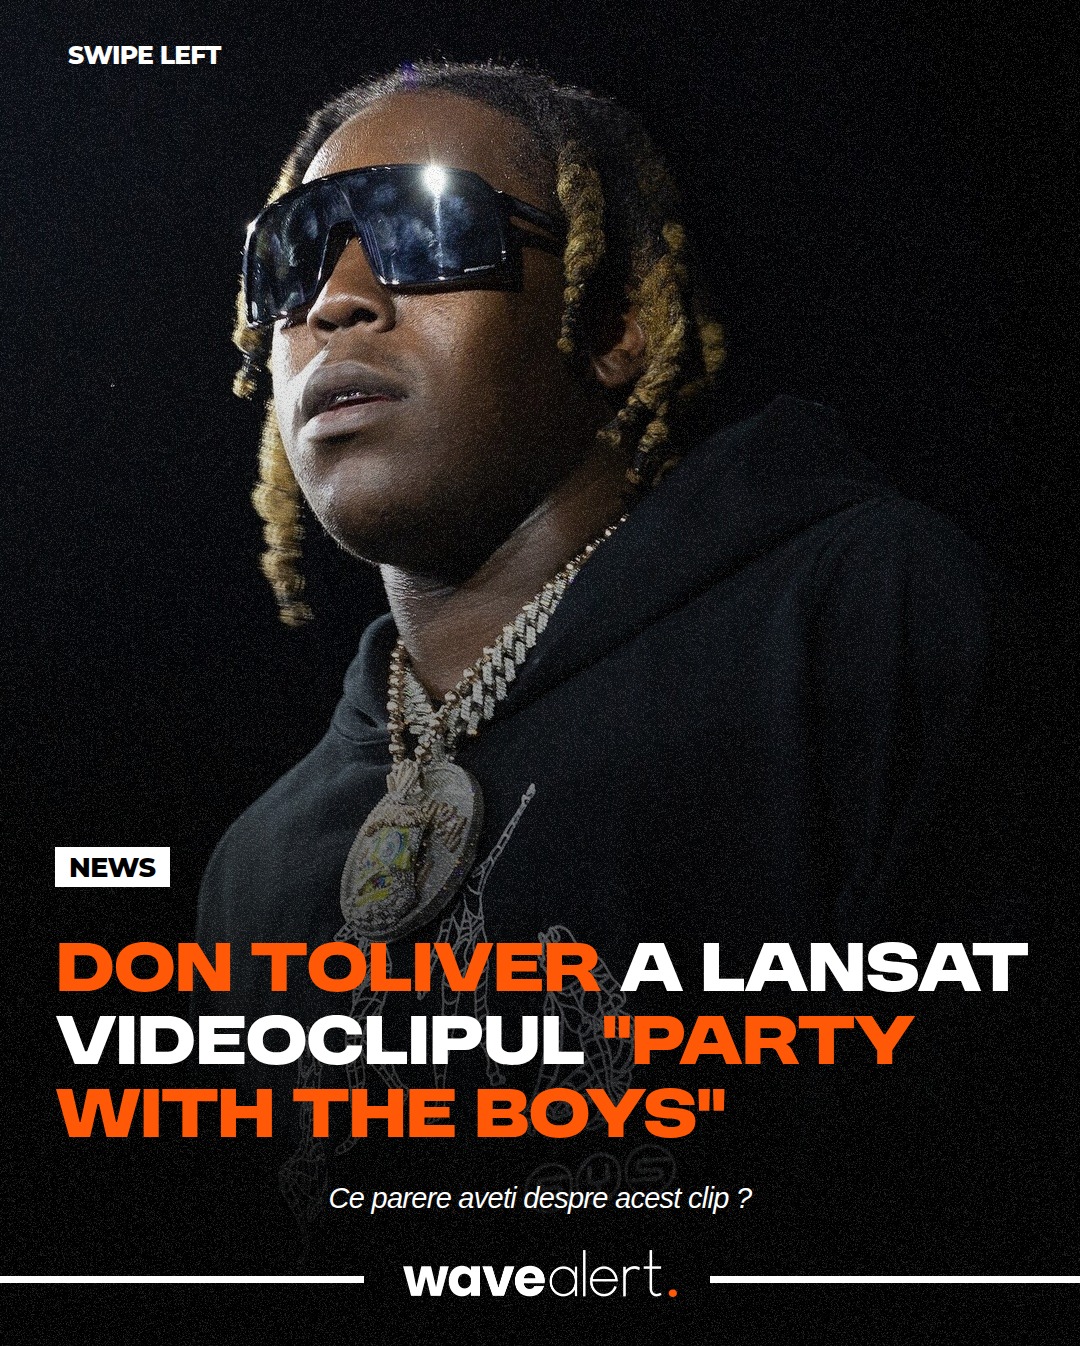 SWIPE LEFT
NEWS
DON TOLIVER A LANSAT
VIDEOCLIPUL "PARTY
WITH THE BOYS"
Ce parere aveti despre acest clip ?
wavealert.